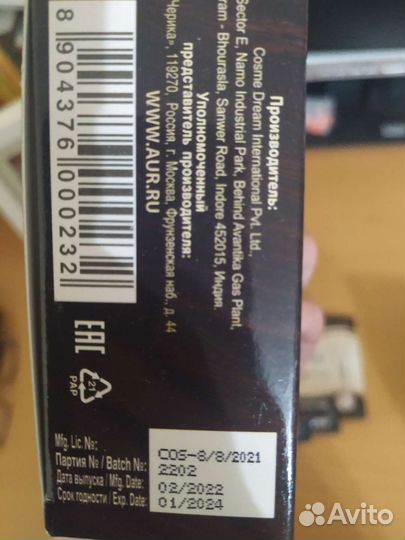 Производитель:
Cosme Dream International Pvt. Ltd.,
Sector E, Namo Industrial Park, Behind Avantika Gas Plant,
ram - Bhourasla, Sanwer Road, Indore 452015, Индия.
Уполномоченный
представитель производителя:
Черика», 119270, Россия, г. Москва, Фрунзенская наб., д. 44
WWW.AUR.RU
8 904376 000232
EAC
21
PAP
Mfg. Lic. №: COS-8/8/2021
Партия № / Batch №: 2202
Дата выпуска / Mfg. Date: 02/2022
Срок годности / Exp. Date: 01/2024
Avito